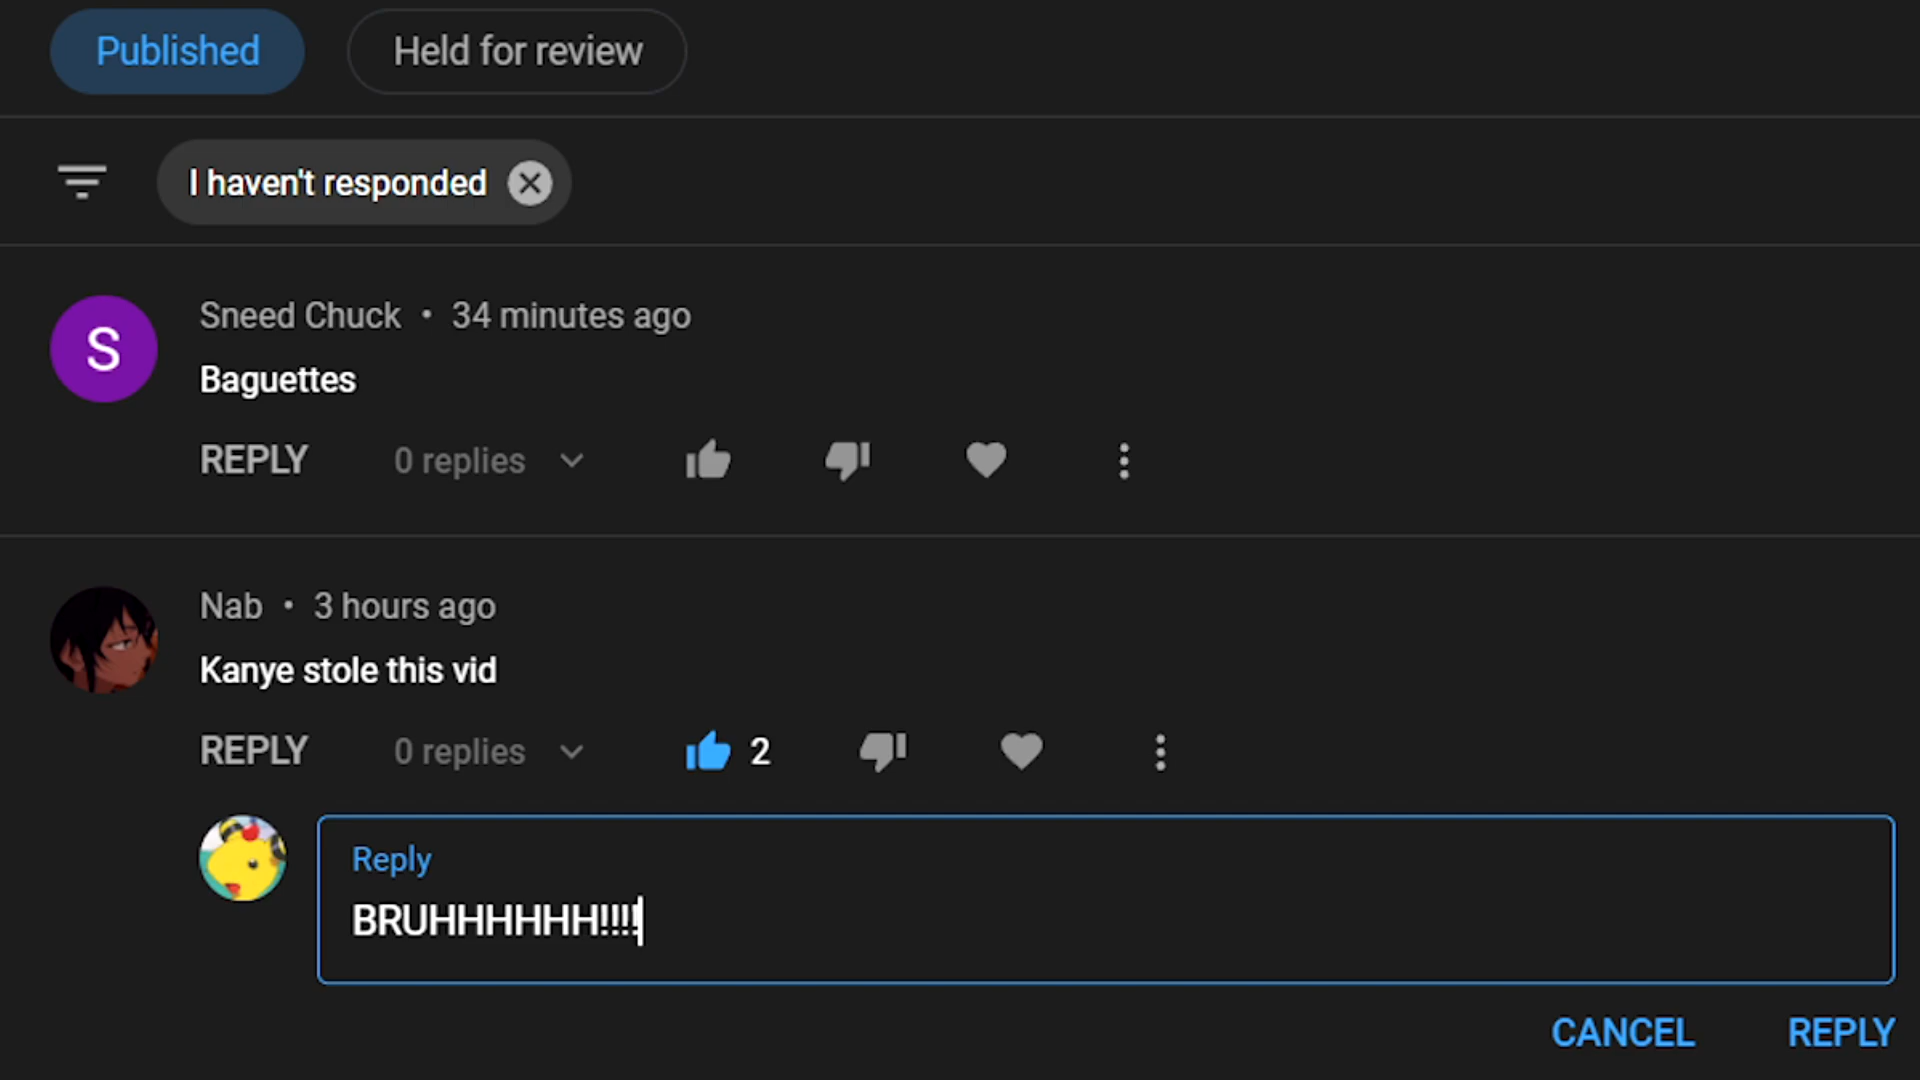 Published Held for review
I haven't responded
S
Sneed Chuck • 34 minutes ago
Baguettes
REPLY 0 replies
Nab • 3 hours ago
Kanye stole this vid
REPLY 0 replies 2
Reply
BRUHHHHHH!!!!
CANCEL REPLY